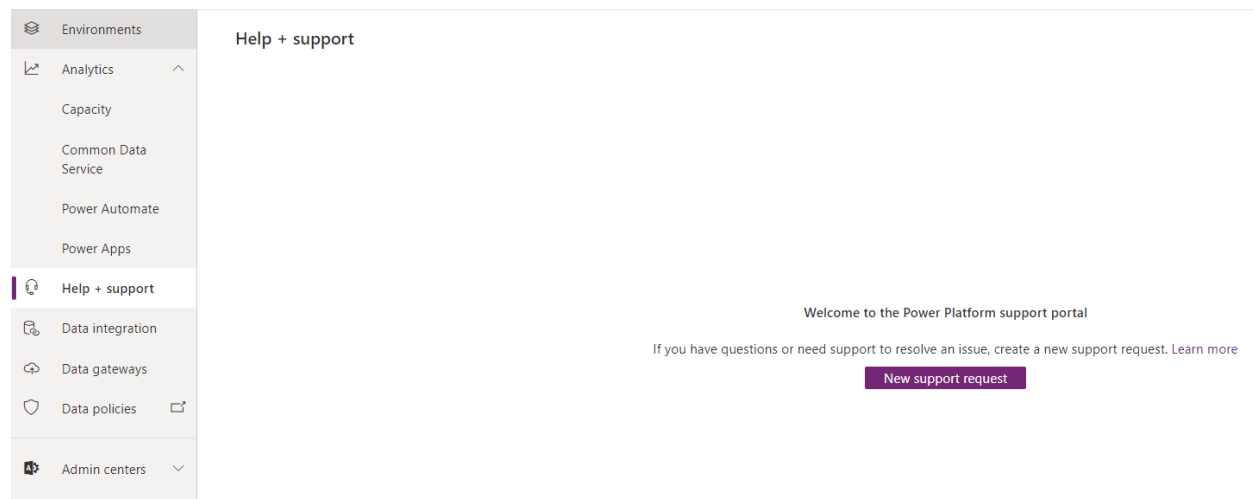 Environments
Analytics
Capacity
Common Data
Service
Power Automate
Power Apps
Help + support
Data integration
Data gateways
Data policies
Admin centers
Help + support
Welcome to the Power Platform support portal
If you have questions or need support to resolve an issue, create a new support request. Learn more
New support request